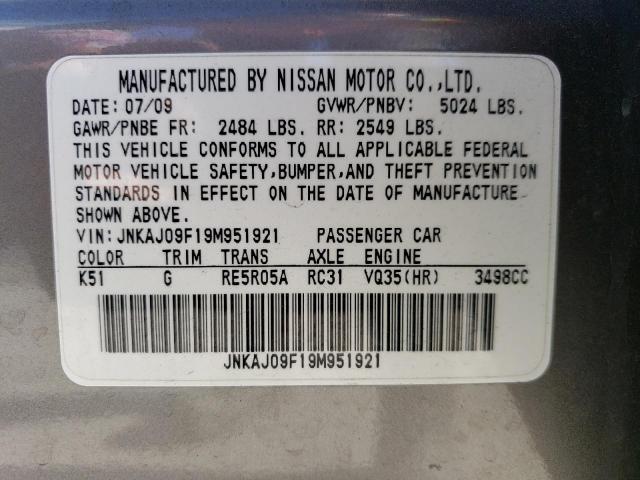 MANUFACTURED BY NISSAN MOTOR CO.,LTD.
DATE: 07/09 GVWR/PNBV: 5024 LBS.
GAWR/PNBE FR: 2484 LBS. RR: 2549 LBS.
THIS VEHICLE CONFORMS TO ALL APPLICABLE FEDERAL
MOTOR VEHICLE SAFETY,BUMPER,AND THEFT PREVENTION
STANDARDS IN EFFECT ON THE DATE OF MANUFACTURE
SHOWN ABOVE.
VIN:JNKAJ09F19M951921 PASSENGER CAR
COLOR TRIM TRANS AXLE ENGINE
K51 G RE5R05A RC31 VQ35(HR) 3498CC
JNKAJ09F19M951921